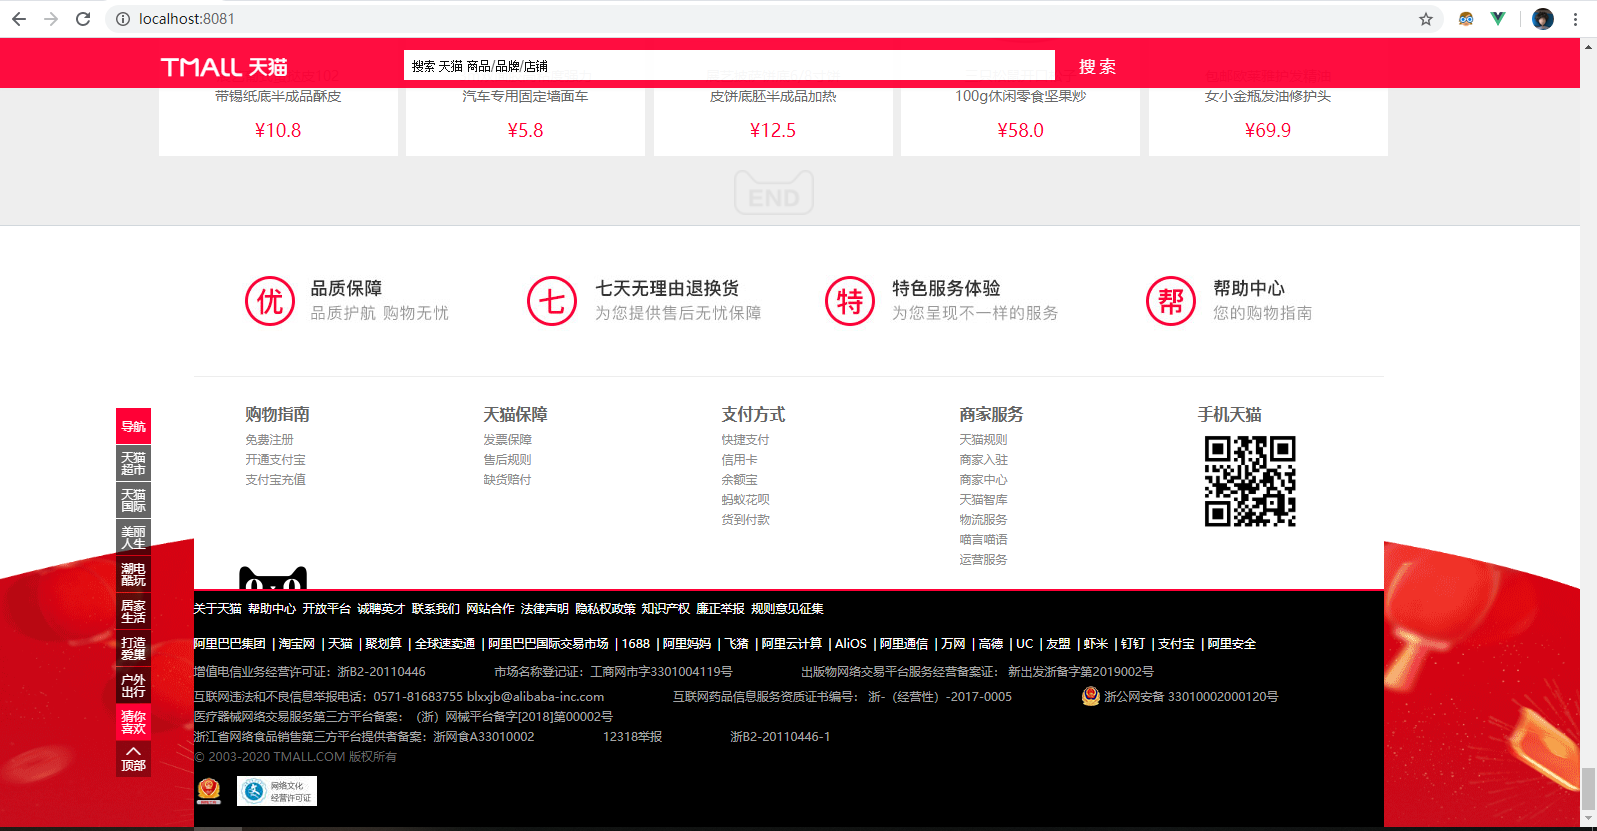 localhost:8081
TMALL 天猫
搜索 天猫 商品/品牌/店铺
搜 索
带锡纸底半成品酥皮
汽车专用固定墙面车
皮饼底胚半成品加热
100g休闲零食坚果炒
女小金瓶发油修护头
¥10.8
¥5.8
¥12.5
¥58.0
¥69.9
END
优
品质保障
品质护航 购物无忧
七
七天无理由退换货
为您提供售后无忧保障
特
特色服务体验
为您呈现不一样的服务
帮
帮助中心
您的购物指南
购物指南
免费注册
开通支付宝
支付宝充值
天猫保障
发票保障
售后规则
缺货赔付
支付方式
快捷支付
信用卡
余额宝
蚂蚁花呗
货到付款
商家服务
天猫规则
商家入驻
商家中心
天猫智库
物流服务
喵言喵语
运营服务
手机天猫
导航
天猫
超市
天猫
国际
美丽
人生
潮电
酷玩
居家
生活
打造
爱巢
户外
出行
猜你
喜欢
顶部
关于天猫 帮助中心 开放平台 诚聘英才 联系我们 网站合作 法律声明 隐私权政策 知识产权 廉正举报 规则意见征集
阿里巴巴集团 | 淘宝网 | 天猫 | 聚划算 | 全球速卖通 | 阿里巴巴国际交易市场 | 1688 | 阿里妈妈 | 飞猪 | 阿里云计算 | AliOS | 阿里通信 | 万网 | 高德 | UC | 友盟 | 虾米 | 钉钉 | 支付宝 | 阿里安全
增值电信业务经营许可证：浙B2-20110446 市场名称登记证：工商网市字3301004119号 出版物网络交易平台服务经营备案证： 新出发浙备字第2019002号
互联网违法和不良信息举报电话：0571-81683755 blxxjb@alibaba-inc.com 互联网药品信息服务资质证书编号： 浙-（经营性）-2017-0005 浙公网安备 33010002000120号
医疗器械网络交易服务第三方平台备案：（浙）网械平台备字[2018]第00002号
浙江省网络食品销售第三方平台提供者备案：浙网食A33010002 12318举报 浙B2-20110446-1
© 2003-2020 TMALL.COM 版权所有
网络文化
经营许可证